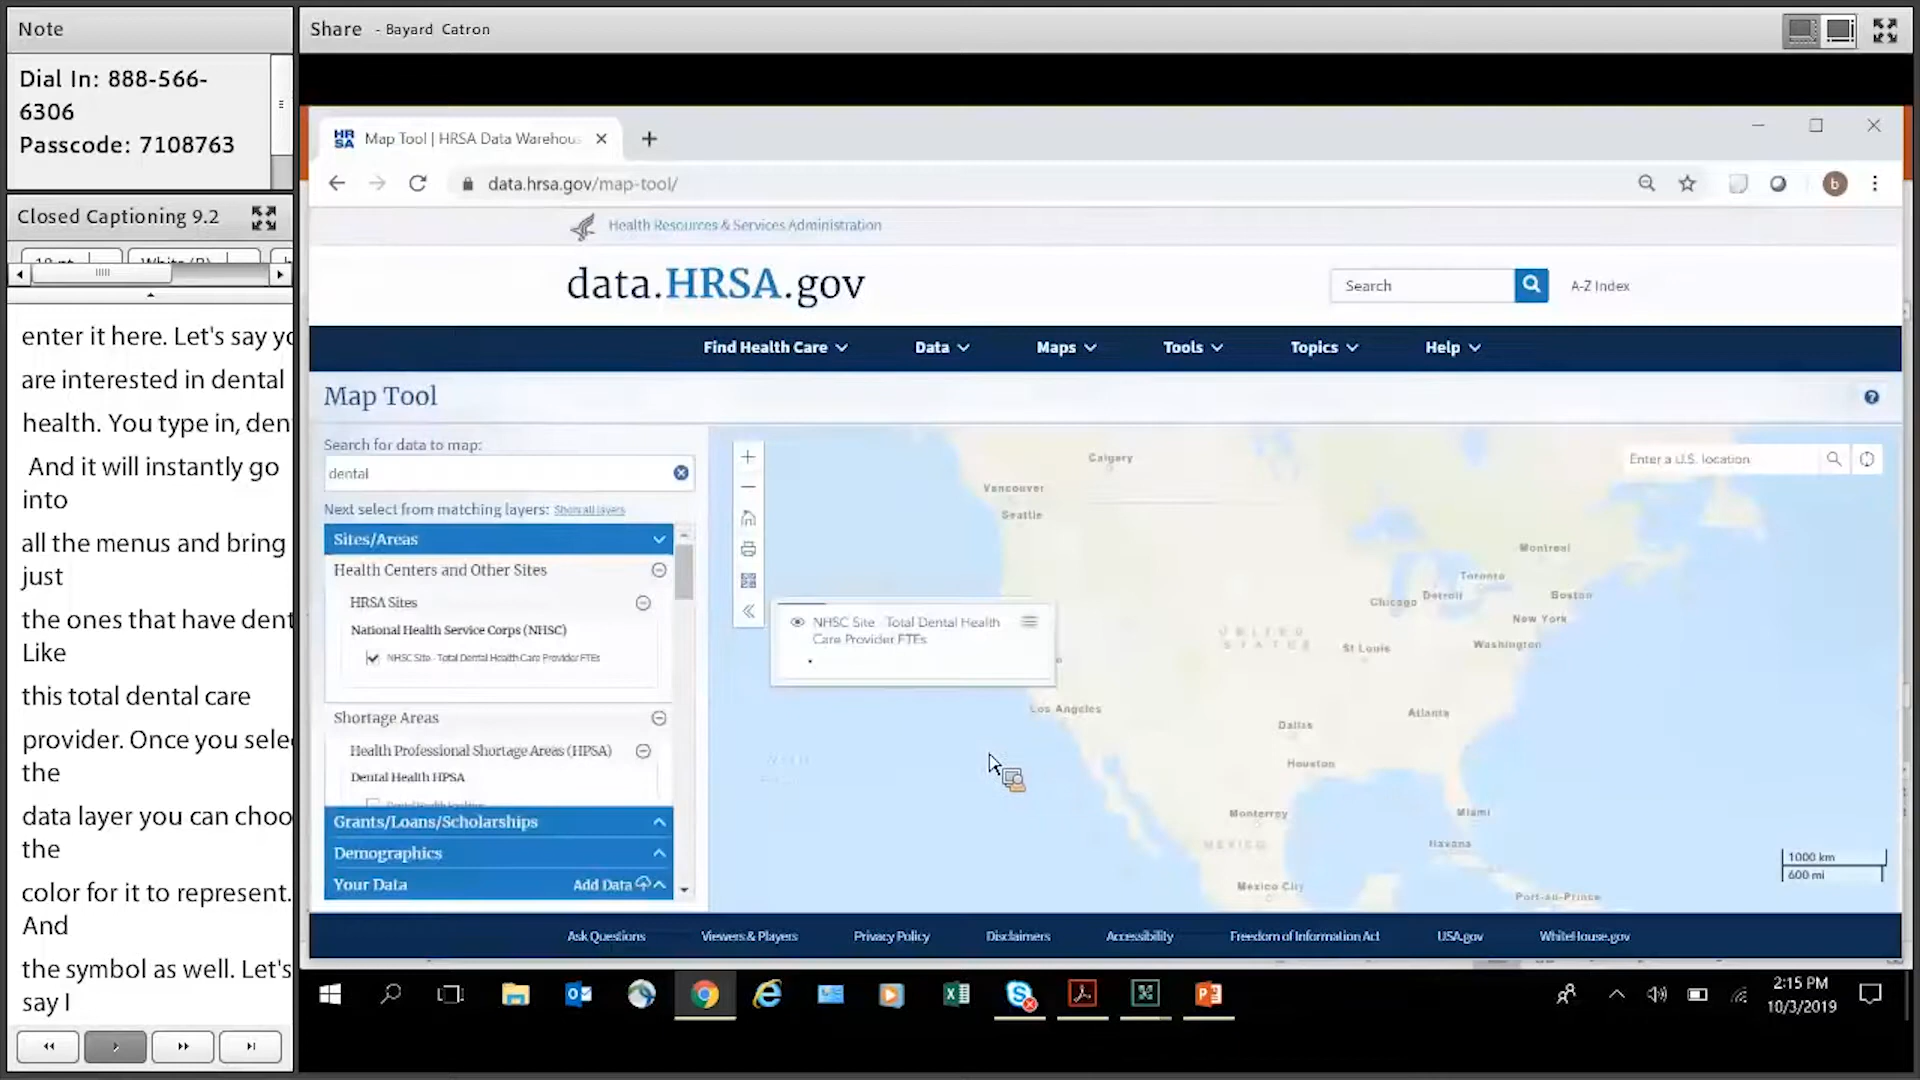 Note
Dial In: 888-566-
6306
Passcode: 7108763
Closed Captioning 9.2
enter it here. Let's say yo
are interested in dental
health. You type in, den
And it will instantly go
into
all the menus and bring
just
the ones that have dent
Like
this total dental care
provider. Once you sele
the
data layer you can choo
the
color for it to represent.
And
the symbol as well. Let's
say I
Share - Bayard Catron
HR
SA
Map Tool | HRSA Data Warehou
data.hrsa.gov/map-tool/
b
Health Resources & Services Administration
data.HRSA.gov
Search
A-Z Index
Find Health Care
Data
Maps
Tools
Topics
Help
Map Tool
Search for data to map:
dental
Next select from matching layers: Show all layers
Sites/Areas
Health Centers and Other Sites
HRSA Sites
National Health Service Corps (NHSC)
NHSC Site - Total Dental Health Care Provider FTEs
Shortage Areas
Health Professional Shortage Areas (HPSA)
Dental Health HPSA
Grants/Loans/Scholarships
Demographics
Your Data
Add Data
NHSC Site - Total Dental Health
Care Provider FTEs
Enter a U.S. location
Calgary
Vancouver
Seattle
Montreal
Toronto
Chicago
Detroit
Boston
New York
UNITED
STATES
St Louis
Washington
Los Angeles
Atlanta
Dallas
Houston
Monterrey
Miami
MEXICO
Havana
Mexico City
Port-au-Prince
1000 km
600 mi
Ask Questions
Viewers & Players
Privacy Policy
Disclaimers
Accessibility
Freedom of Information Act
USA.gov
WhiteHouse.gov
2:15 PM
10/3/2019